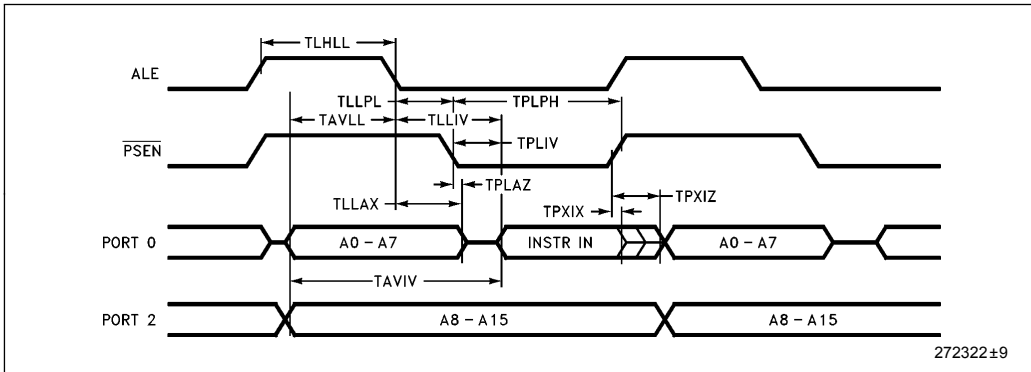 TLHLL
ALE
TLLPL TPLPH
TAVLL TLLIV
PSEN TPLIV
TPLAZ
TLLAX TPXIX TPXIZ
PORT 0 A0 – A7 INSTR IN A0 – A7
TAVIV
PORT 2 A8 – A15 A8 – A15
272322±9